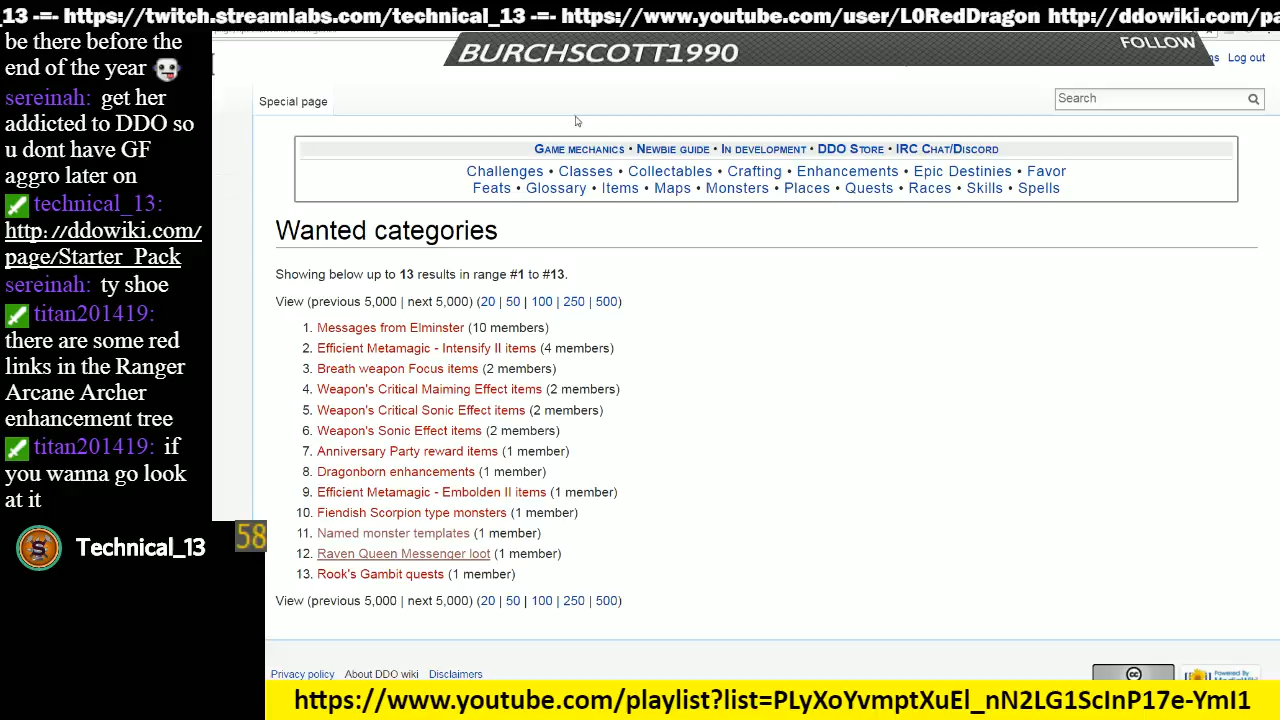 _13 -=- https://twitch.streamlabs.com/technical_13 -=- https://www.youtube.com/user/L0RedDragon http://ddowiki.com/pa
be there before the
end of the year
sereinah: get her
addicted to DDO so
u dont have GF
aggro later on
technical_13:
http://ddowiki.com/
page/Starter_Pack
sereinah: ty shoe
titan201419:
there are some red
links in the Ranger
Arcane Archer
enhancement tree
titan201419: if
you wanna go look
at it
Technical_13
58
BURCHSCOTT1990
FOLLOW
Log out
Special page
Search
Game mechanics • Newbie guide • In development • DDO Store • IRC Chat/Discord
Challenges • Classes • Collectables • Crafting • Enhancements • Epic Destinies • Favor
Feats • Glossary • Items • Maps • Monsters • Places • Quests • Races • Skills • Spells
Wanted categories
Showing below up to 13 results in range #1 to #13.
View (previous 5,000 | next 5,000) (20 | 50 | 100 | 250 | 500)
1. Messages from Elminster (10 members)
2. Efficient Metamagic - Intensify II items (4 members)
3. Breath weapon Focus items (2 members)
4. Weapon's Critical Maiming Effect items (2 members)
5. Weapon's Critical Sonic Effect items (2 members)
6. Weapon's Sonic Effect items (2 members)
7. Anniversary Party reward items (1 member)
8. Dragonborn enhancements (1 member)
9. Efficient Metamagic - Embolden II items (1 member)
10. Fiendish Scorpion type monsters (1 member)
11. Named monster templates (1 member)
12. Raven Queen Messenger loot (1 member)
13. Rook's Gambit quests (1 member)
View (previous 5,000 | next 5,000) (20 | 50 | 100 | 250 | 500)
Privacy policy About DDO wiki Disclaimers
https://www.youtube.com/playlist?list=PLyXoYvmptXuEl_nN2LG1ScInP17e-YmI1